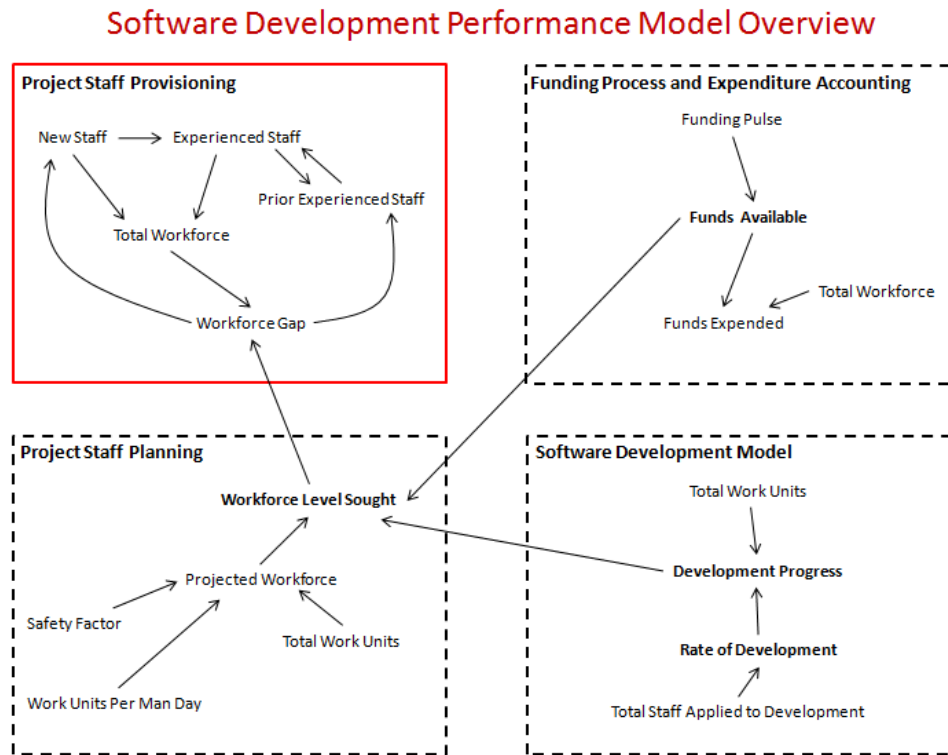 Software Development Performance Model Overview
Project Staff Provisioning
New Staff
Experienced Staff
Prior Experienced Staff
Total Workforce
Workforce Gap
Funding Process and Expenditure Accounting
Funding Pulse
Funds Available
Total Workforce
Funds Expended
Project Staff Planning
Workforce Level Sought
Projected Workforce
Safety Factor
Total Work Units
Work Units Per Man Day
Software Development Model
Total Work Units
Development Progress
Rate of Development
Total Staff Applied to Development